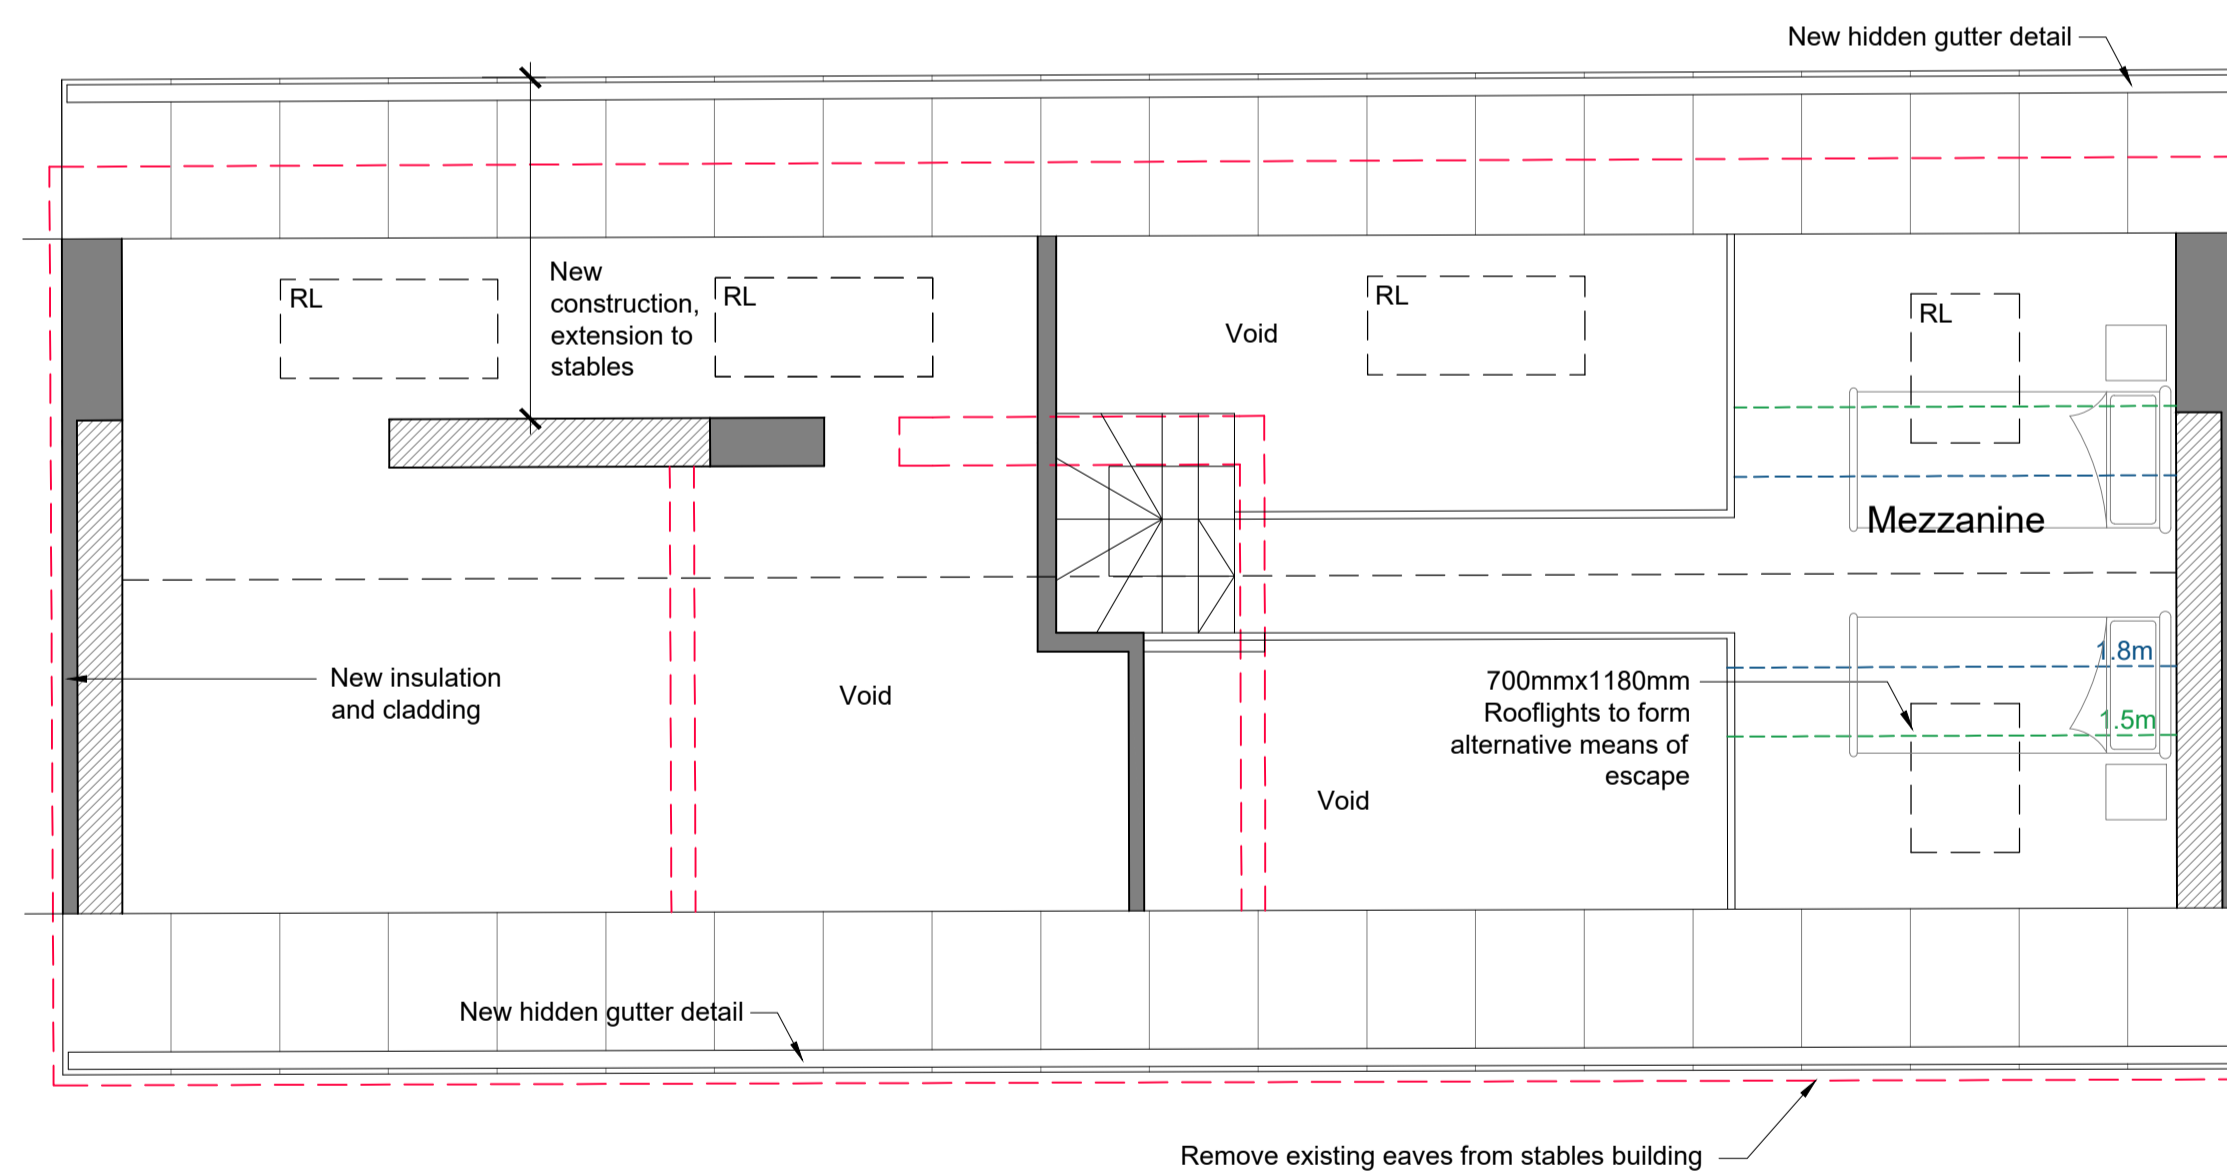 New hidden gutter detail
New
construction,
extension to
stables
RL
RL
RL
RL
Void
Mezzanine
New insulation
and cladding
Void
700mmx1180mm
Rooflights to form
alternative means of
escape
1.8m
1.5m
Void
New hidden gutter detail
Remove existing eaves from stables building